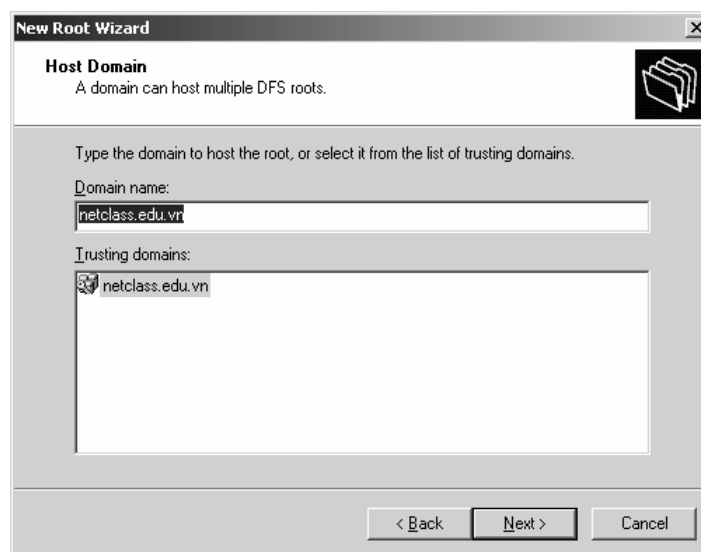 New Root Wizard
Host Domain
A domain can host multiple DFS roots.
Type the domain to host the root, or select it from the list of trusting domains.
Domain name:
netclass.edu.vn
Trusting domains:
netclass.edu.vn
< Back Next > Cancel